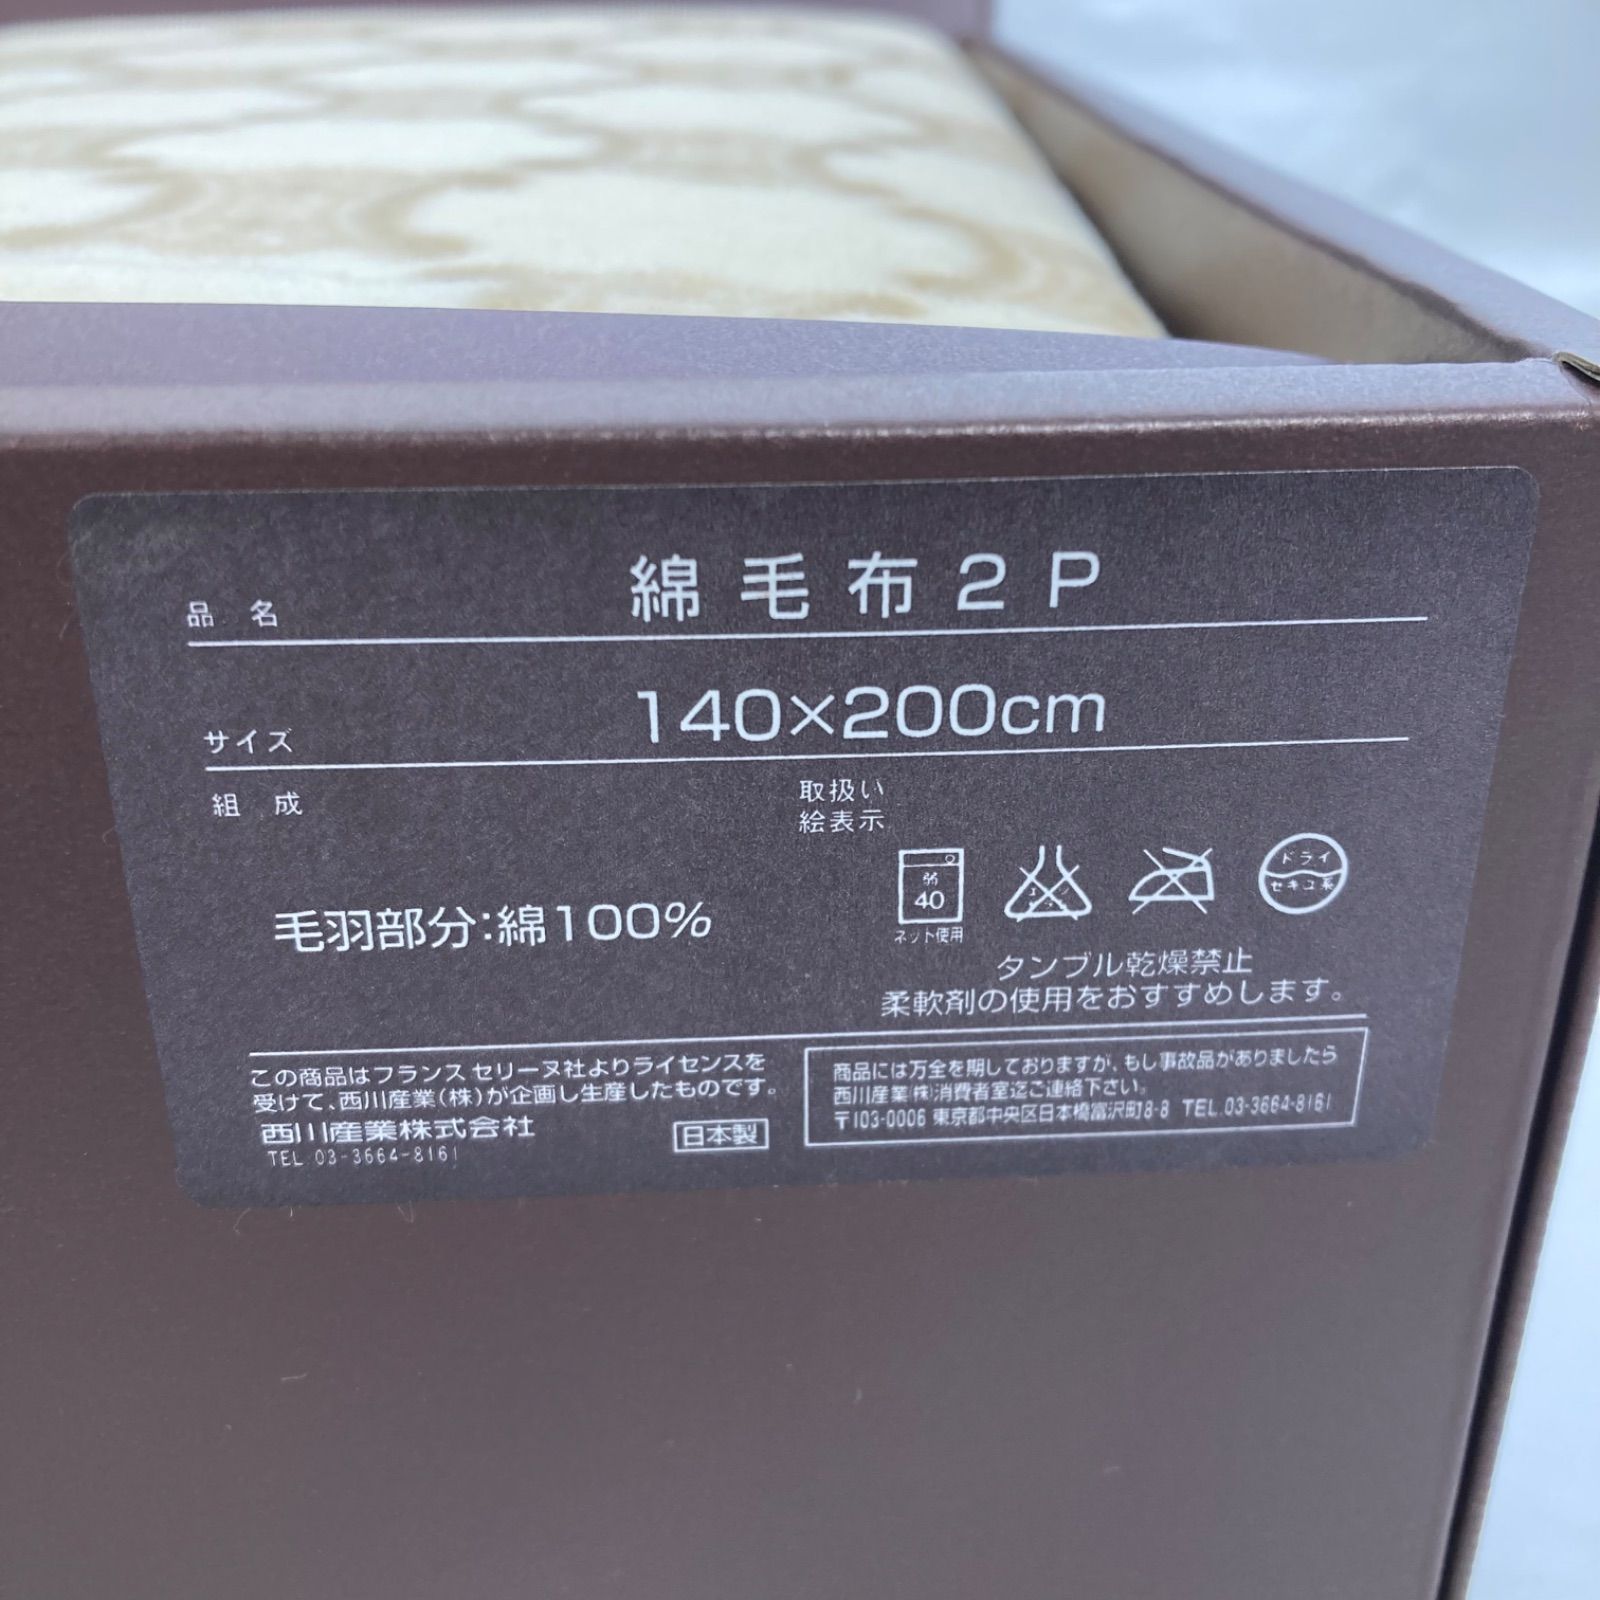 品名 綿毛布2P
サイズ 140×200cm
組成
毛羽部分:綿100%
取扱い
絵表示
弱
40
ネット使用
ドライ
セキユ系
タンブル乾燥禁止
柔軟剤の使用をおすすめします。
この商品はフランス セリーヌ社よりライセンスを
受けて、西川産業(株)が企画し生産したものです。
西川産業株式会社
TEL 03-3664-8161
日本製
商品には万全を期しておりますが、もし事故品がありましたら
西川産業(株)消費者室迄ご連絡下さい。
〒103-0006 東京都中央区日本橋富沢町8-8 TEL.03-3664-8161